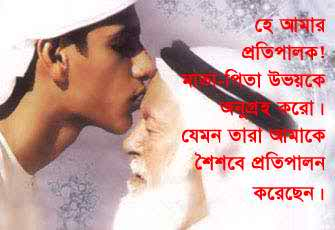 হে আমার
প্রতিপালক!
মাতা-পিতা উভয়কে
অনুগ্রহ করো।
যেমন তারা আমাকে
শৈশবে প্রতিপালন
করেছেন।